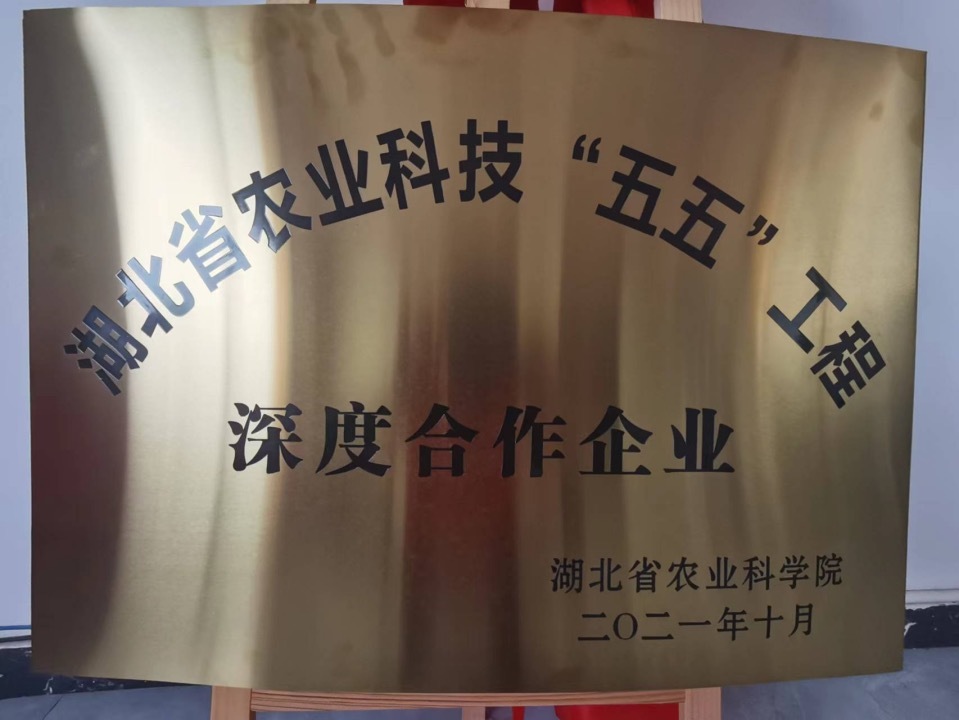 湖北省农业科技“五五”工程
深度合作企业
湖北省农业科学院
二〇二一年十月